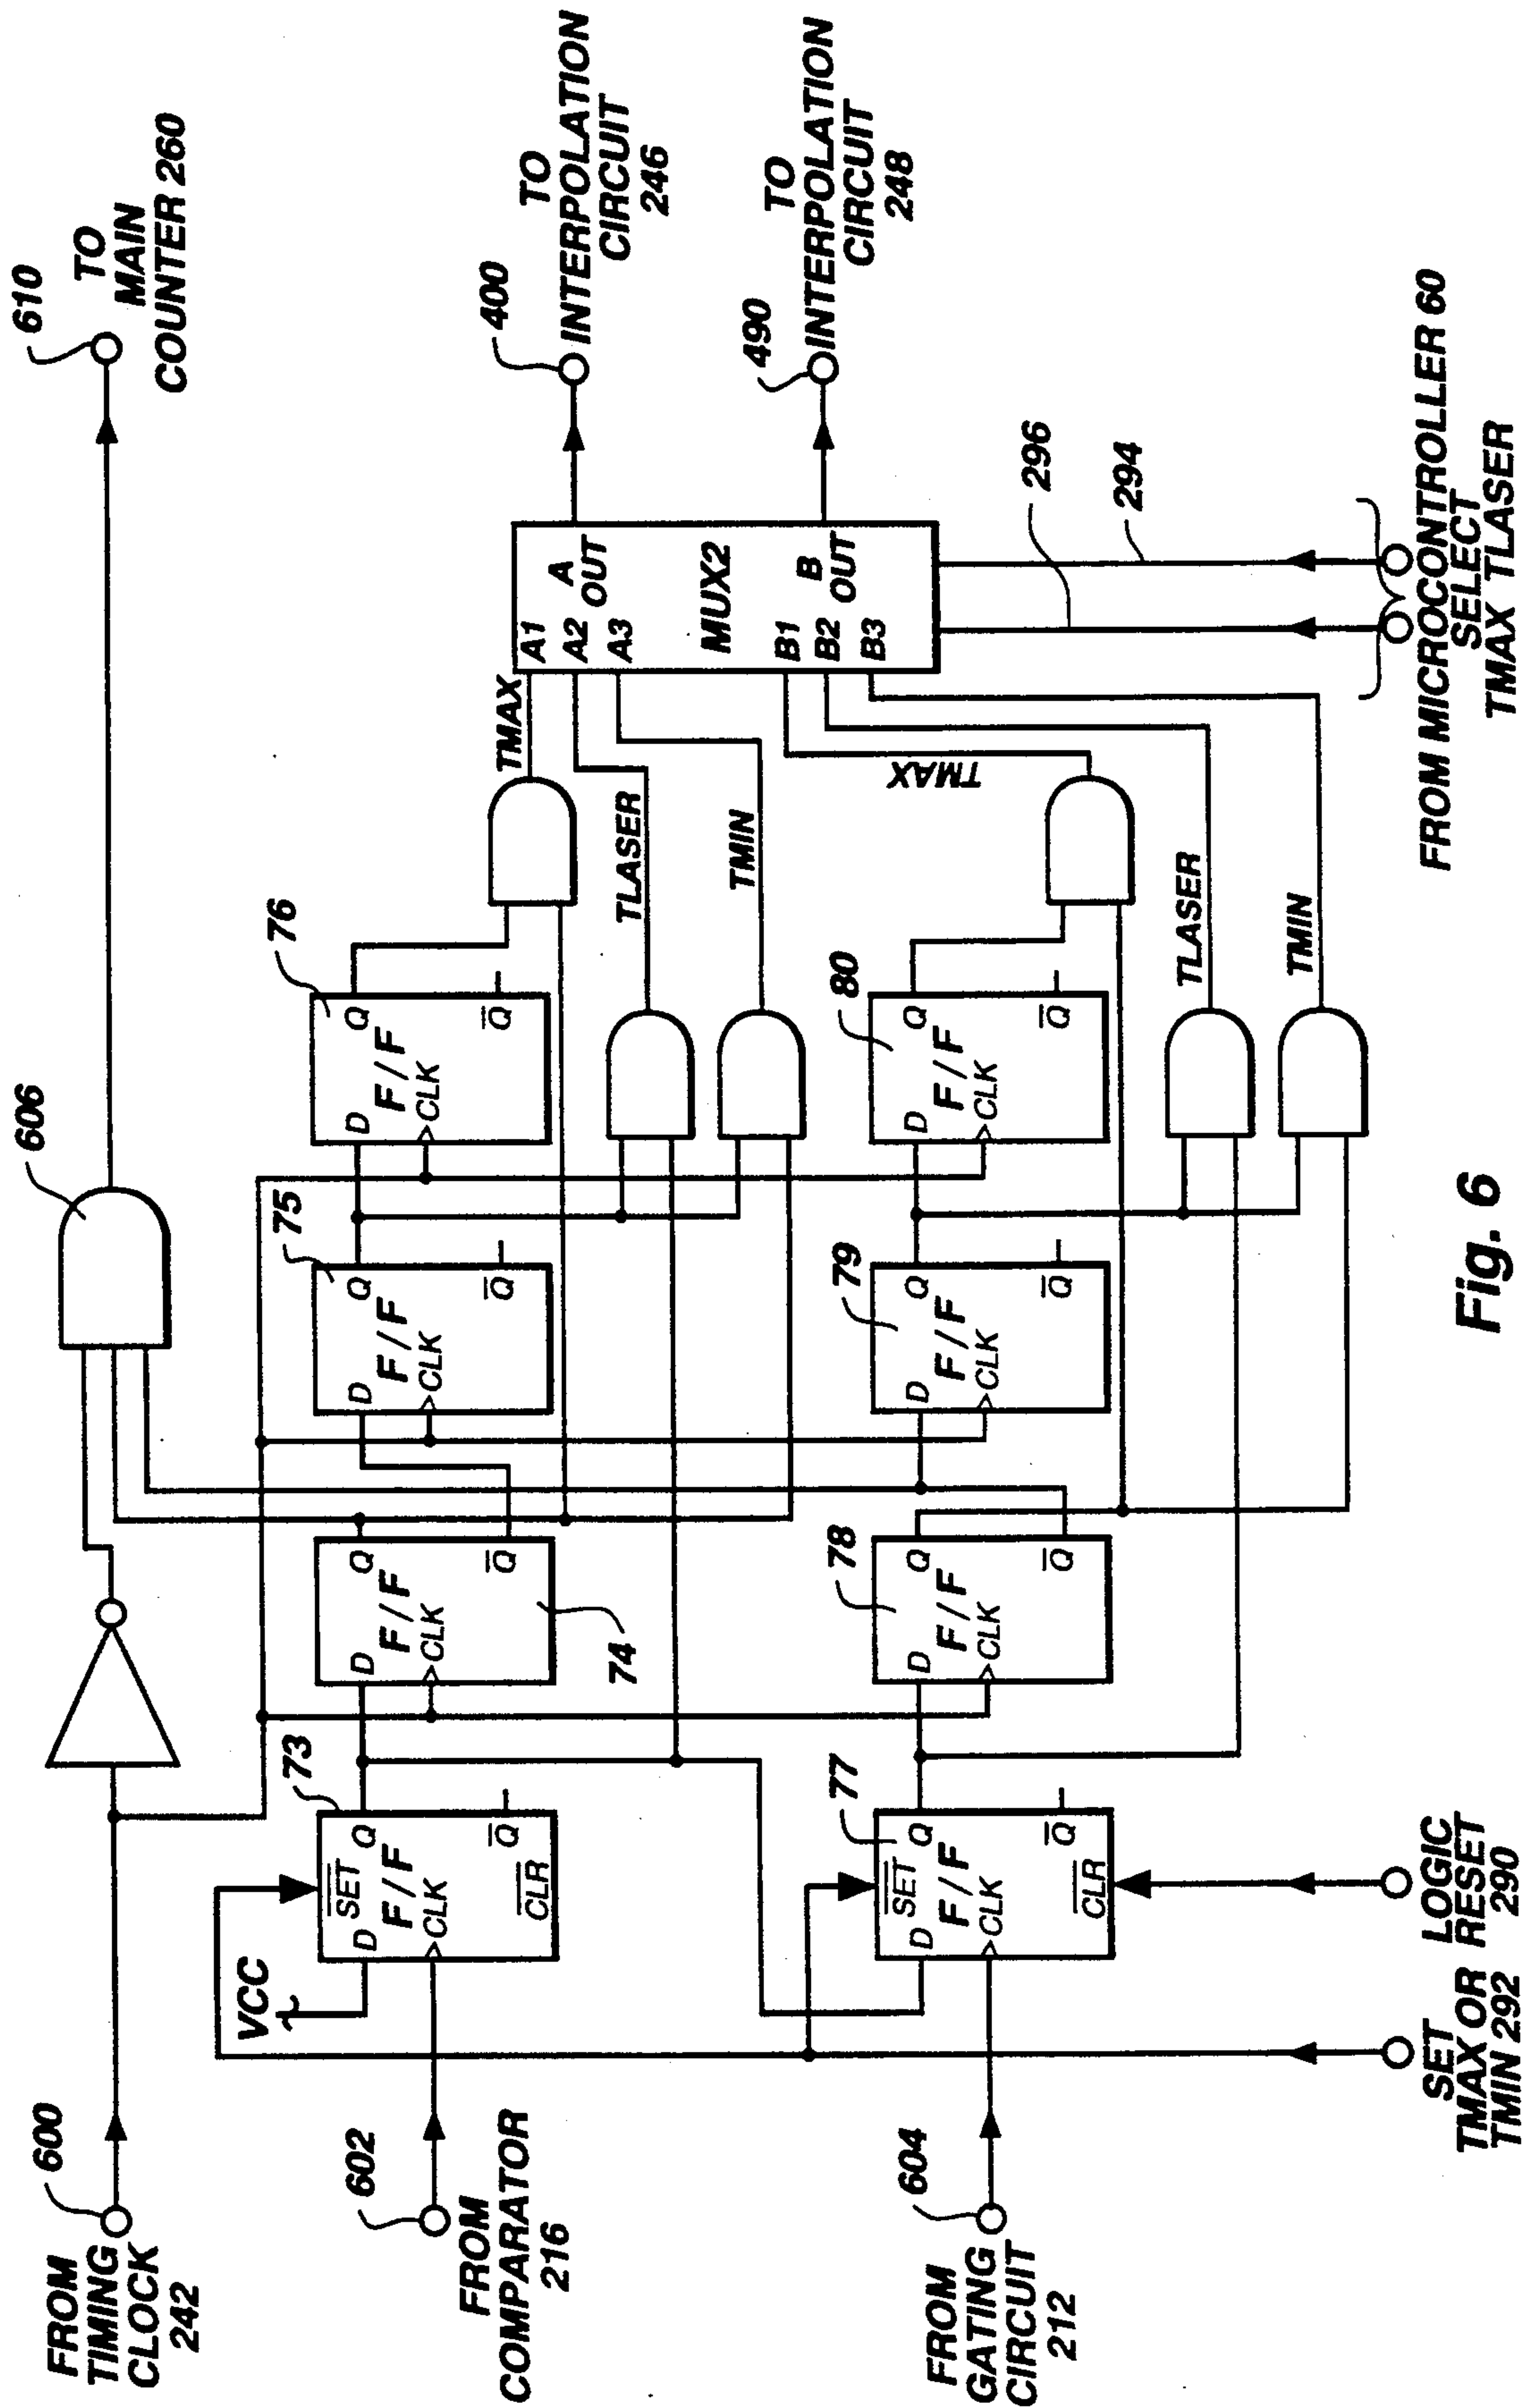 FROM
TIMING
CLOCK
242
600
606
610
TO
MAIN
COUNTER 260
FROM
COMPARATOR
216
602
VCC
SET
D
Q
F/F
CLK
Q
CLR
73
D
Q
F/F
CLK
Q
74
D
Q
F/F
CLK
Q
75
D
Q
F/F
CLK
Q
76
TMAX
TLASER
TMIN
A1
A2
A3
A
OUT
MUX2
B1
B2
B3
B
OUT
400
TO
INTERPOLATION
CIRCUIT
246
490
TO
INTERPOLATION
CIRCUIT
248
FROM
GATING
CIRCUIT
212
604
SET
D
Q
F/F
CLK
Q
CLR
77
D
Q
F/F
CLK
Q
78
D
Q
F/F
CLK
Q
79
D
Q
F/F
CLK
Q
80
TMAX
TLASER
TMIN
296
294
SET
TMAX OR
TMIN 292
LOGIC
RESET
290
FROM MICROCONTROLLER 60
SELECT
TMAX TLASER
Fig. 6